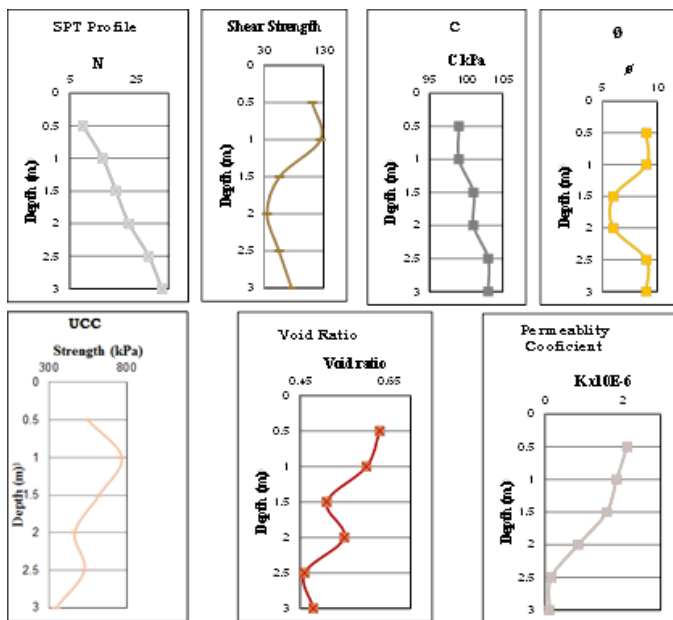 SPT Profile
N
5 25
0
0.5
1
1.5
2
2.5
3
Depth (m)
Shear Strength
30 130
0
0.5
1
1.5
2
2.5
3
Depth (m)
C
C kPa
95 100 105
0
0.5
1
1.5
2
2.5
3
Depth (m)
Ø
ø
5 10
0
0.5
1
1.5
2
2.5
3
Depth (m)
UCC
Strength (kPa)
300 800
0
0.5
1
1.5
2
2.5
3
Depth (m)
Void Ratio
Void ratio
0.45 0.65
0
0.5
1
1.5
2
2.5
3
Depth (m)
Permeablity
Cooificient
Kx10E-6
0 2
0
0.5
1
1.5
2
2.5
3
Depth (m)